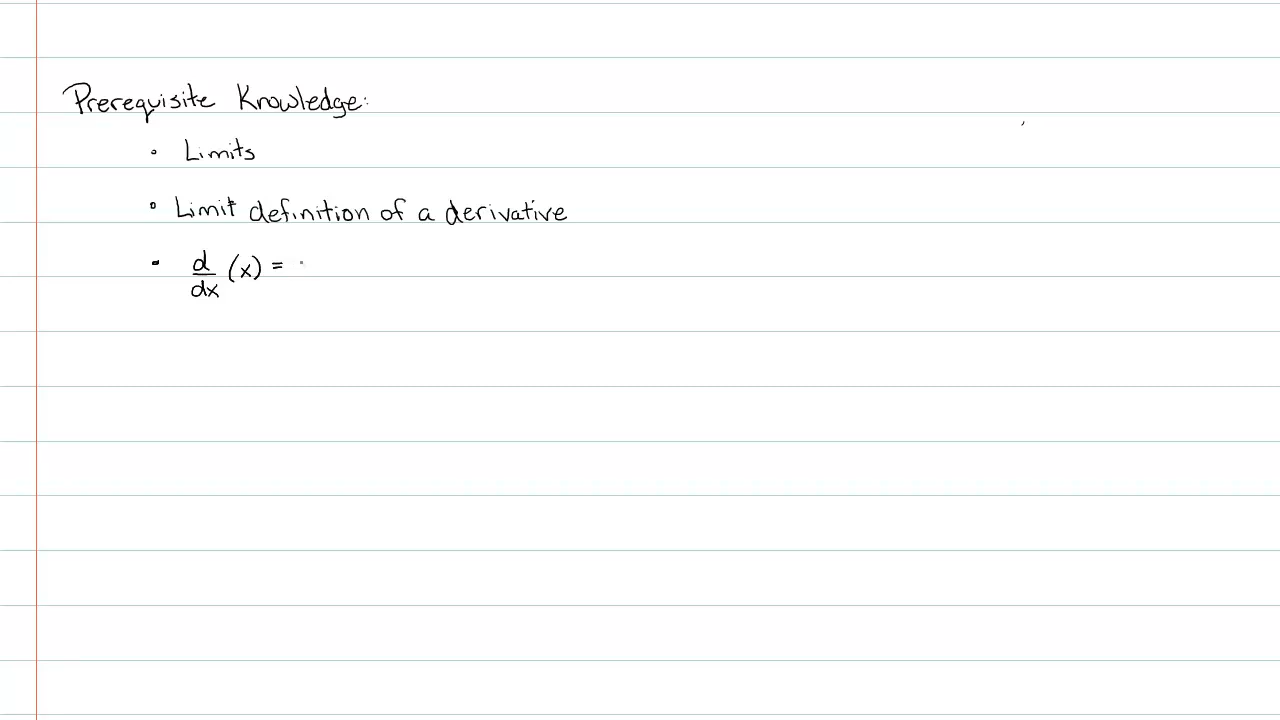 Prerequisite Knowledge:
• Limits
• Limit definition of a derivative
• d/dx (x) =